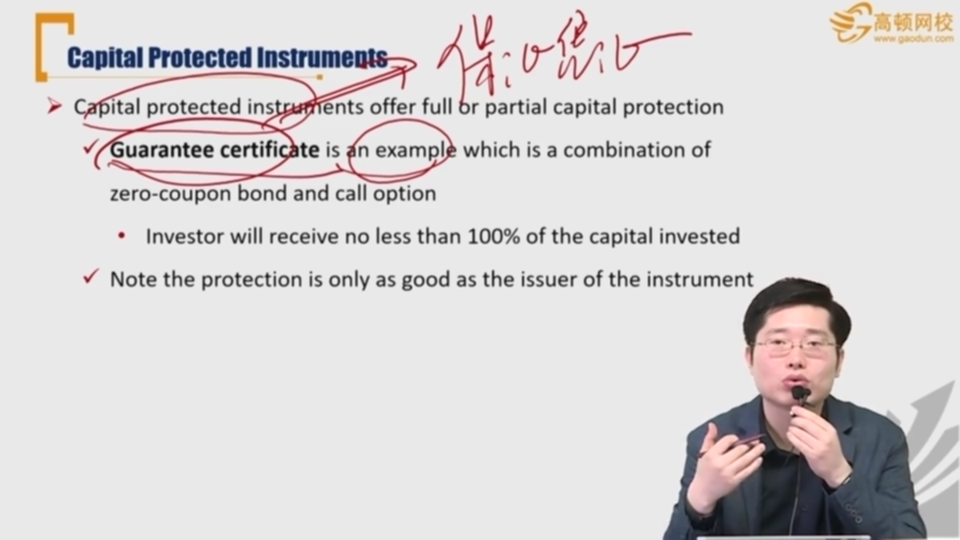 高顿网校
www.gaodun.com
Capital Protected Instruments
保证凭证
➤ Capital protected instruments offer full or partial capital protection
✓ Guarantee certificate is an example which is a combination of
zero-coupon bond and call option
• Investor will receive no less than 100% of the capital invested
✓ Note the protection is only as good as the issuer of the instrument